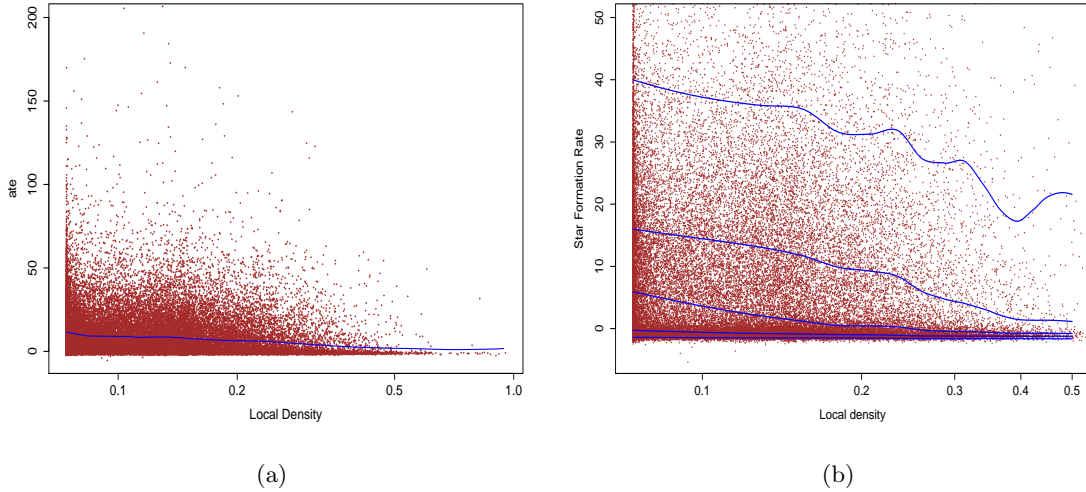 200
150
100
50
0
ate
0.1 0.2 0.5 1.0
Local Density
(a)
50
40
30
20
10
0
Star Formation Rate
0.1 0.2 0.3 0.4 0.5
Local density
(b)